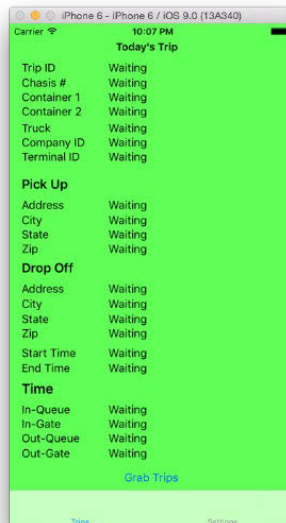 iPhone 6 - iPhone 6 / iOS 9.0 (13A340)
Carrier 10:07 PM
Today's Trip
Trip ID Waiting
Chasis # Waiting
Container 1 Waiting
Container 2 Waiting
Truck Waiting
Company ID Waiting
Terminal ID Waiting
Pick Up
Address Waiting
City Waiting
State Waiting
Zip Waiting
Drop Off
Address Waiting
City Waiting
State Waiting
Zip Waiting
Start Time Waiting
End Time Waiting
Time
In-Queue Waiting
In-Gate Waiting
Out-Queue Waiting
Out-Gate Waiting
Grab Trips
Trips Settings